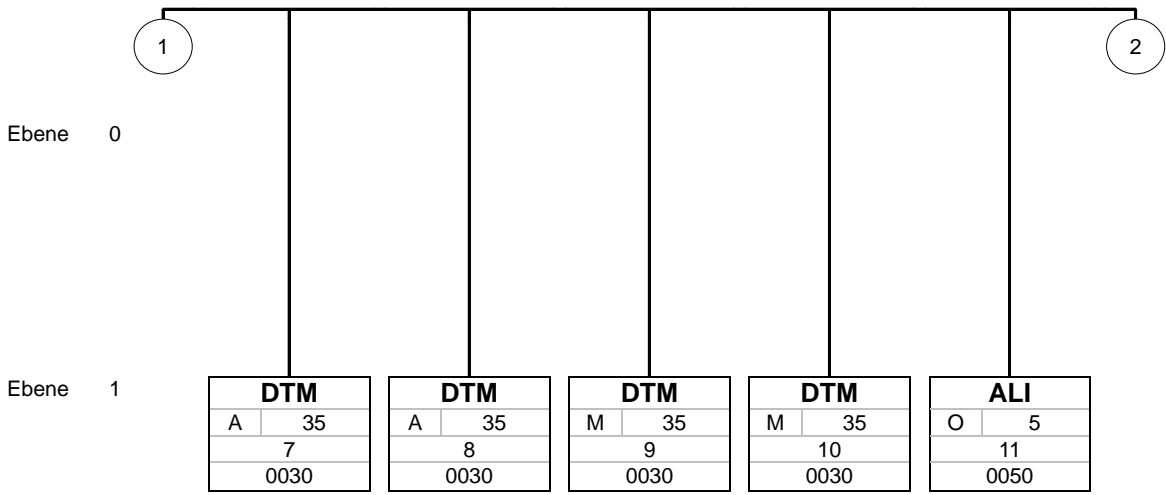 1 2
Ebene 0
Ebene 1
DTM DTM DTM DTM ALI
A 35 A 35 M 35 M 35 O 5
7 8 9 10 11
0030 0030 0030 0030 0050